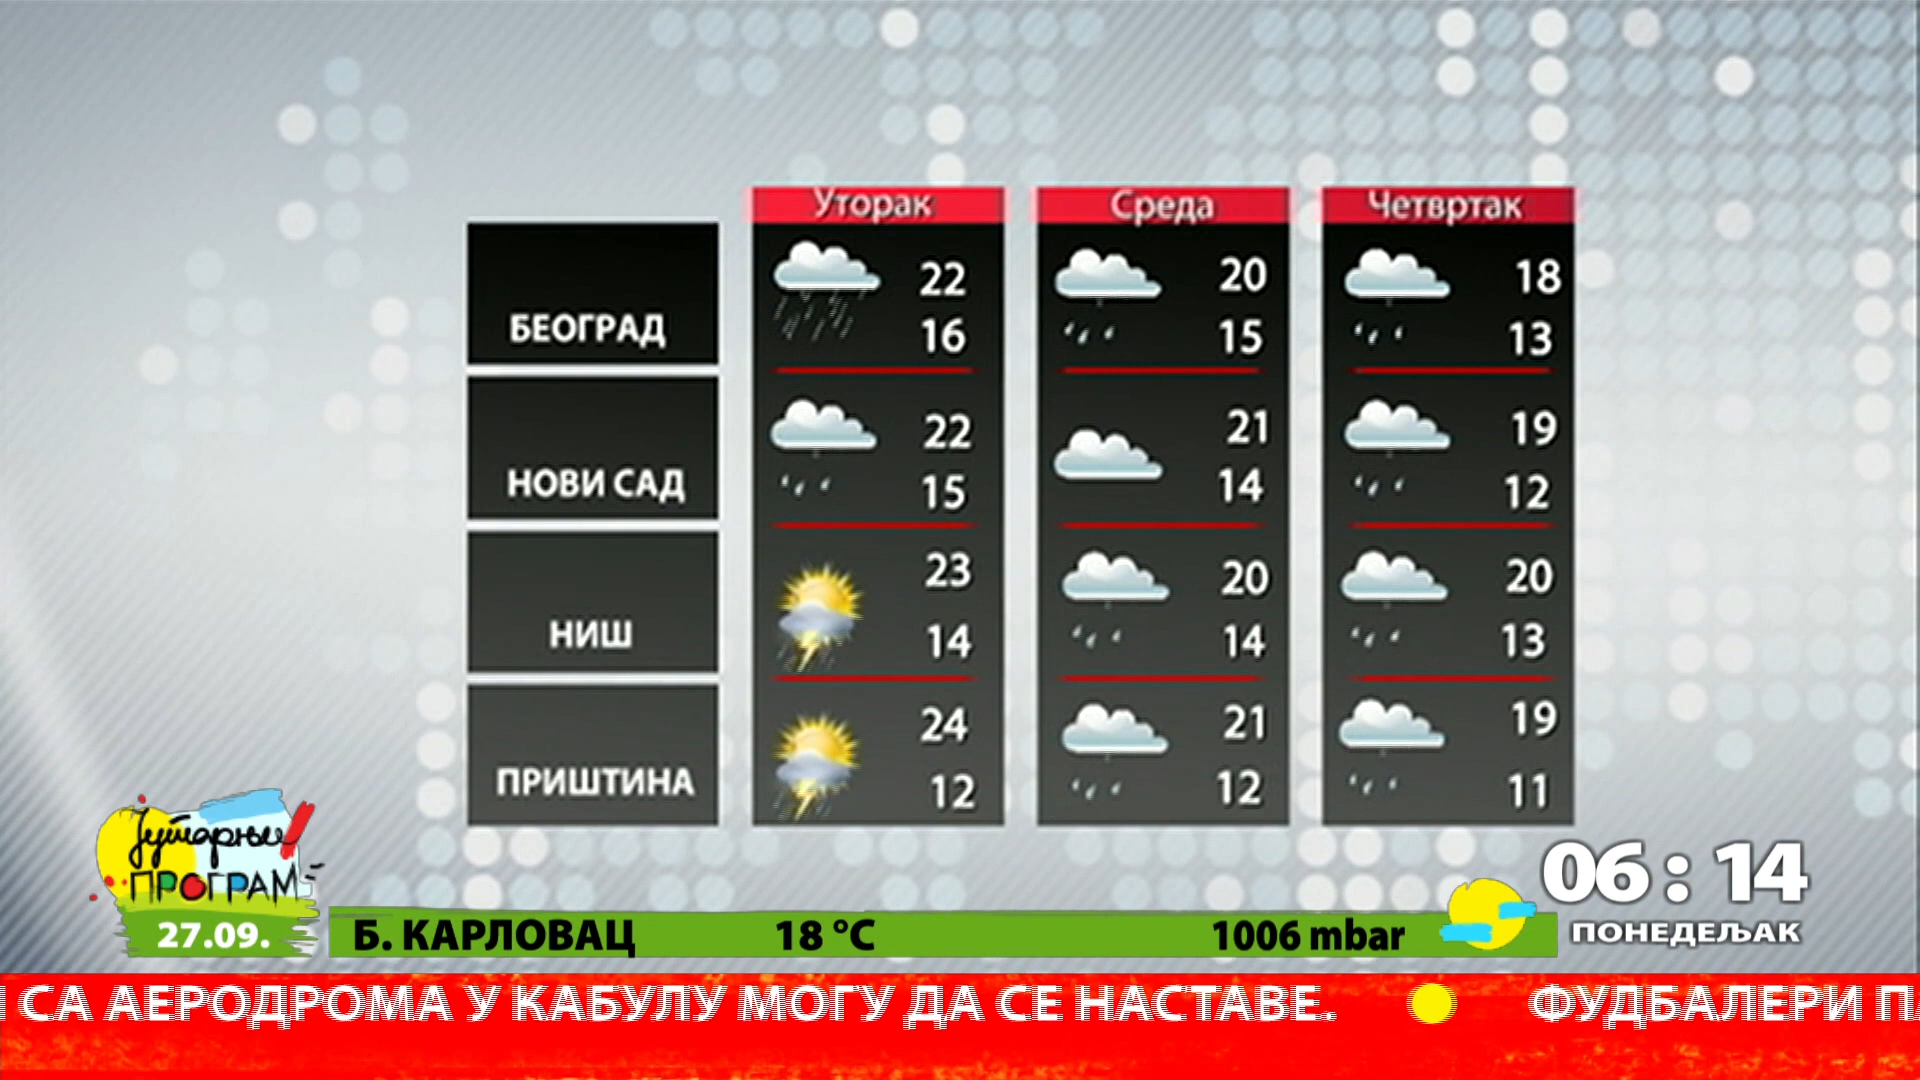 Уторак Среда Четвртак
БЕОГРАД 22 16 20 15 18 13
НОВИ САД 22 15 21 14 19 12
НИШ 23 14 20 14 20 13
ПРИШТИНА 24 12 21 12 19 11
Јутарњи
ПРОГРАМ
27.09.
Б. КАРЛОВАЦ 18 °C 1006 mbar
06 : 14
ПОНЕДЕЉАК
СА АЕРОДРОМА У КАБУЛУ МОГУ ДА СЕ НАСТАВЕ. ФУДБАЛЕРИ